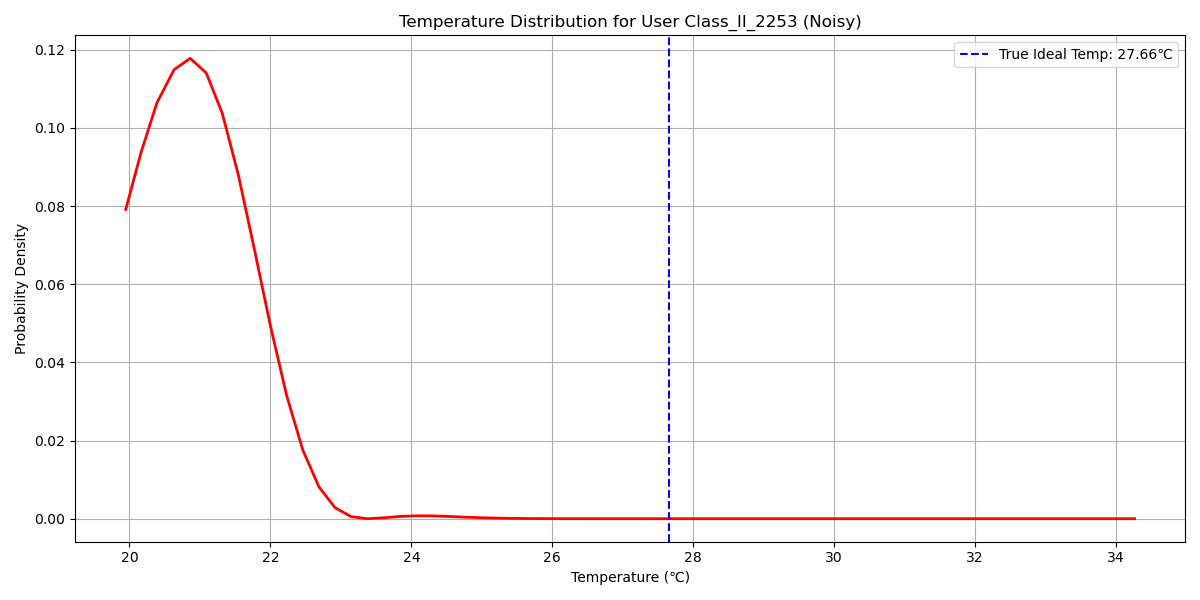 Temperature Distribution for User Class_II_2253 (Noisy)
True Ideal Temp: 27.66℃
Probability Density
0.12
0.10
0.08
0.06
0.04
0.02
0.00
20 22 24 26 28 30 32 34
Temperature (℃)